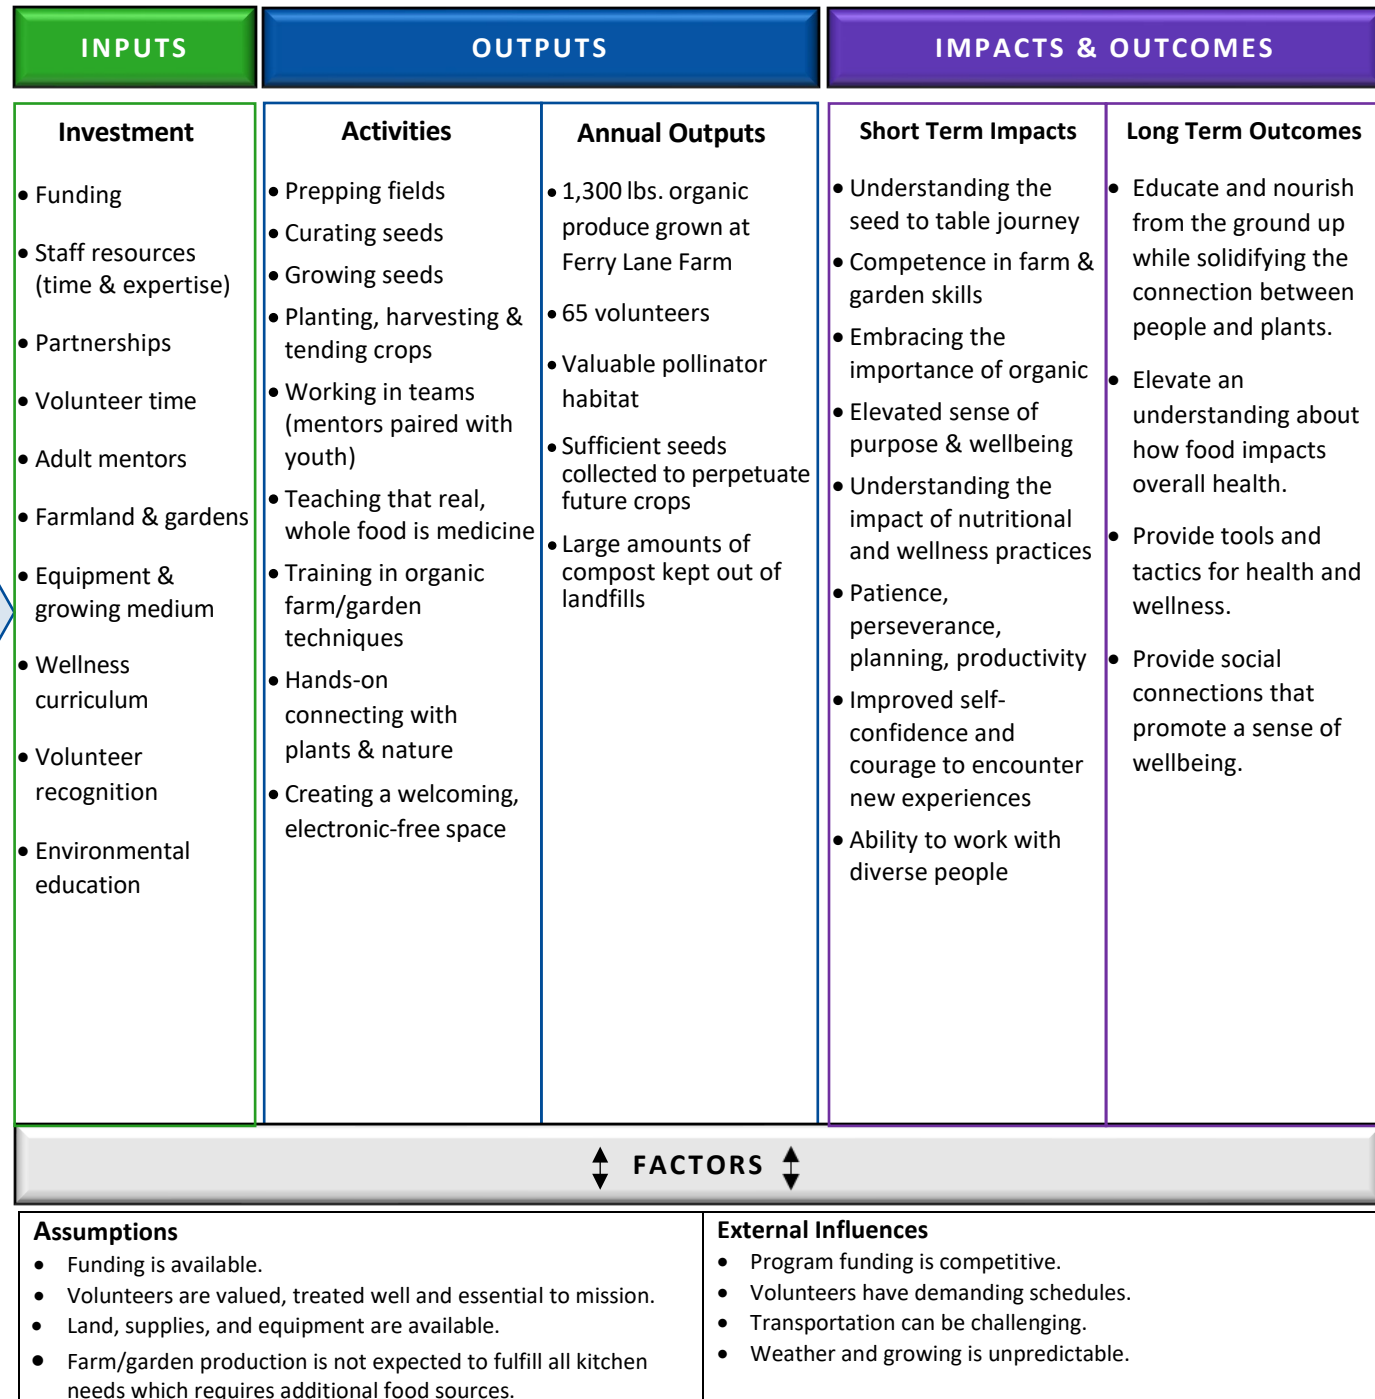 INPUTS
OUTPUTS
IMPACTS & OUTCOMES
Investment
• Funding
• Staff resources
(time & expertise)
• Partnerships
• Volunteer time
• Adult mentors
• Farmland & gardens
• Equipment &
growing medium
• Wellness
curriculum
• Volunteer
recognition
• Environmental
education
Activities
• Prepping fields
• Curating seeds
• Growing seeds
• Planting, harvesting &
tending crops
• Working in teams
(mentors paired with
youth)
• Teaching that real,
whole food is medicine
• Training in organic
farm/garden
techniques
• Hands-on
connecting with
plants & nature
• Creating a welcoming,
electronic-free space
Annual Outputs
• 1,300 lbs. organic
produce grown at
Ferry Lane Farm
• 65 volunteers
• Valuable pollinator
habitat
• Sufficient seeds
collected to perpetuate
future crops
• Large amounts of
compost kept out of
landfills
Short Term Impacts
• Understanding the
seed to table journey
• Competence in farm &
garden skills
• Embracing the
importance of organic
• Elevated sense of
purpose & wellbeing
• Understanding the
impact of nutritional
and wellness practices
• Patience,
perseverance,
planning, productivity
• Improved self-
confidence and
courage to encounter
new experiences
• Ability to work with
diverse people
Long Term Outcomes
• Educate and nourish
from the ground up
while solidifying the
connection between
people and plants.
• Elevate an
understanding about
how food impacts
overall health.
• Provide tools and
tactics for health and
wellness.
• Provide social
connections that
promote a sense of
wellbeing.
FACTORS
Assumptions
• Funding is available.
• Volunteers are valued, treated well and essential to mission.
• Land, supplies, and equipment are available.
• Farm/garden production is not expected to fulfill all kitchen
needs which requires additional food sources.
External Influences
• Program funding is competitive.
• Volunteers have demanding schedules.
• Transportation can be challenging.
• Weather and growing is unpredictable.